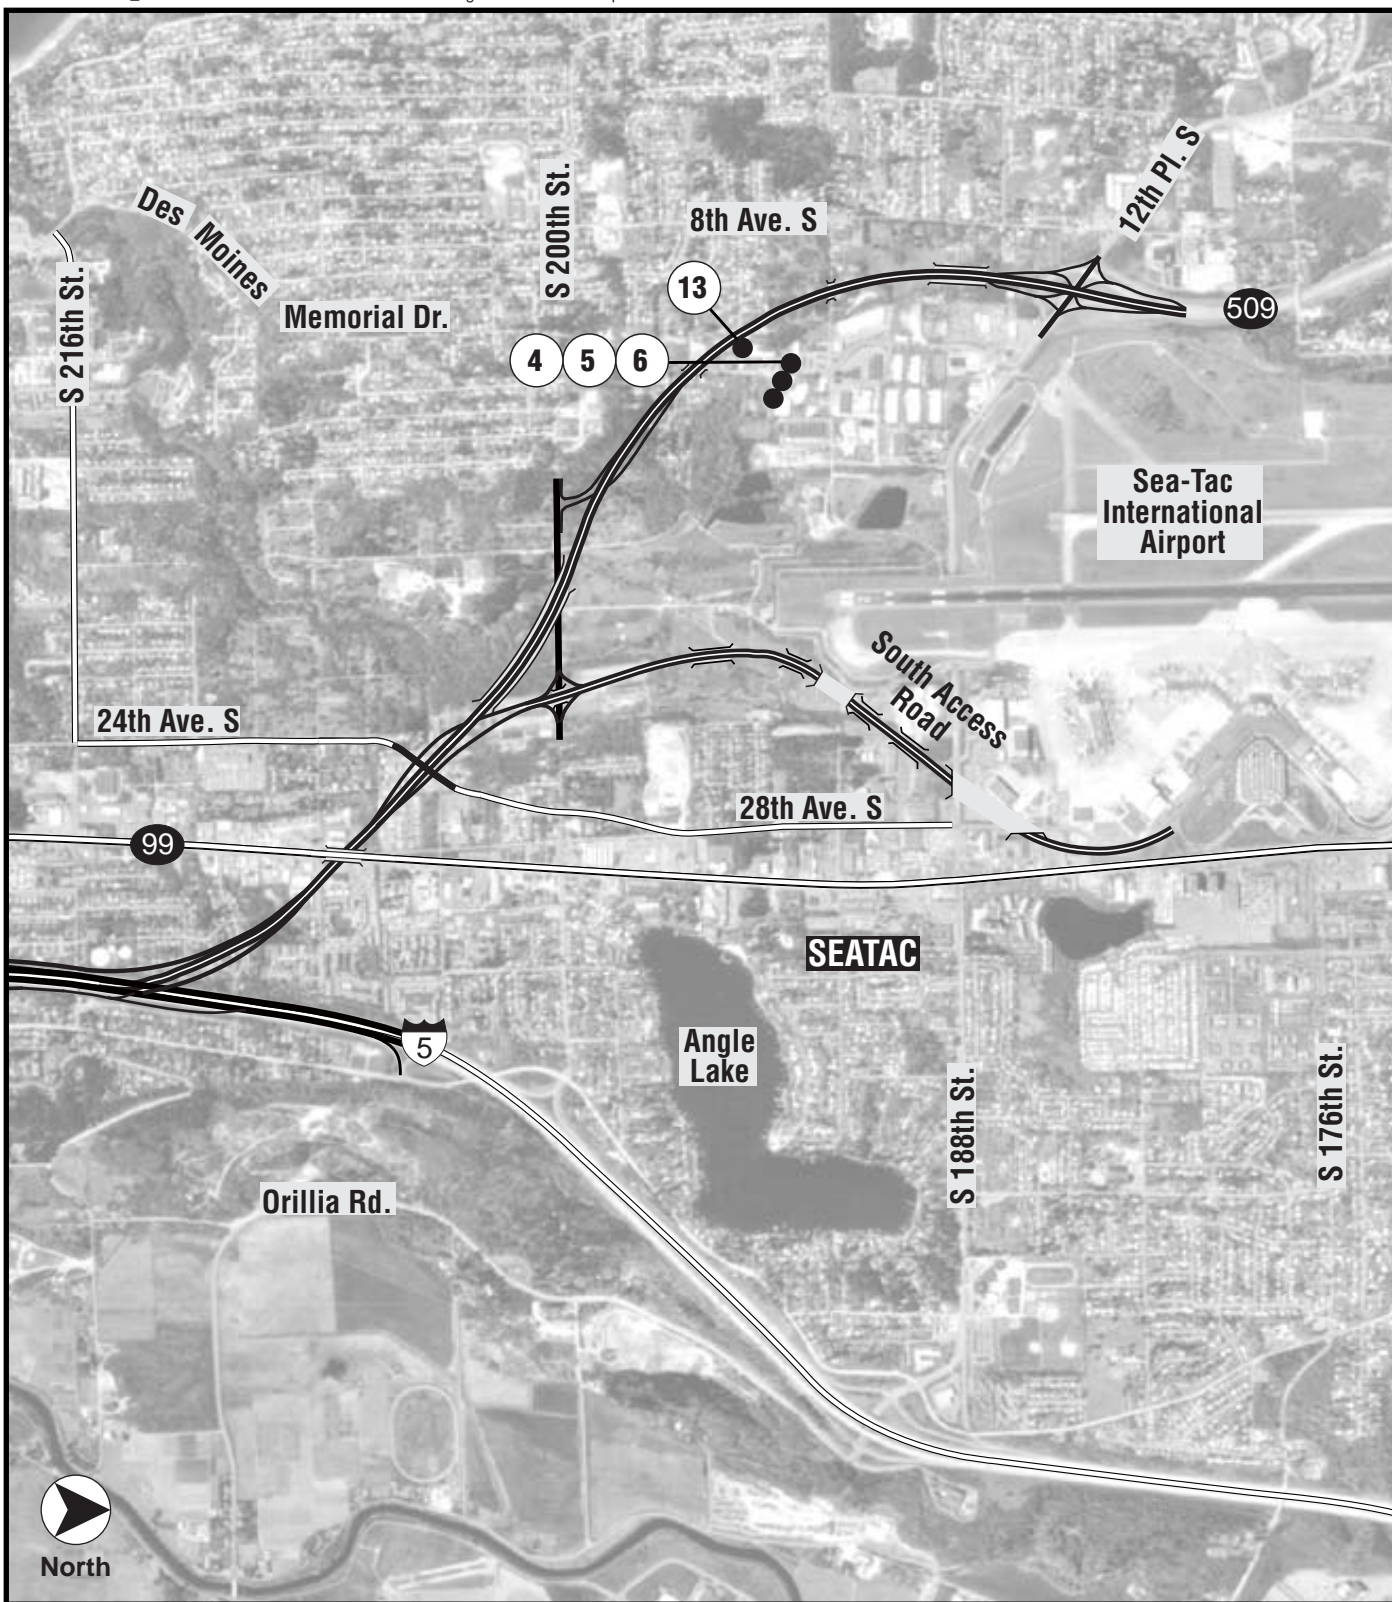 12th Pl. S
S 200th St.
8th Ave. S
Des Moines
Memorial Dr.
S 216th St.
13
509
4 5 6
Sea-Tac
International
Airport
South Access
Road
24th Ave. S
28th Ave. S
99
SEATAC
5
Angle
Lake
S 188th St.
S 176th St.
Orillia Rd.
North